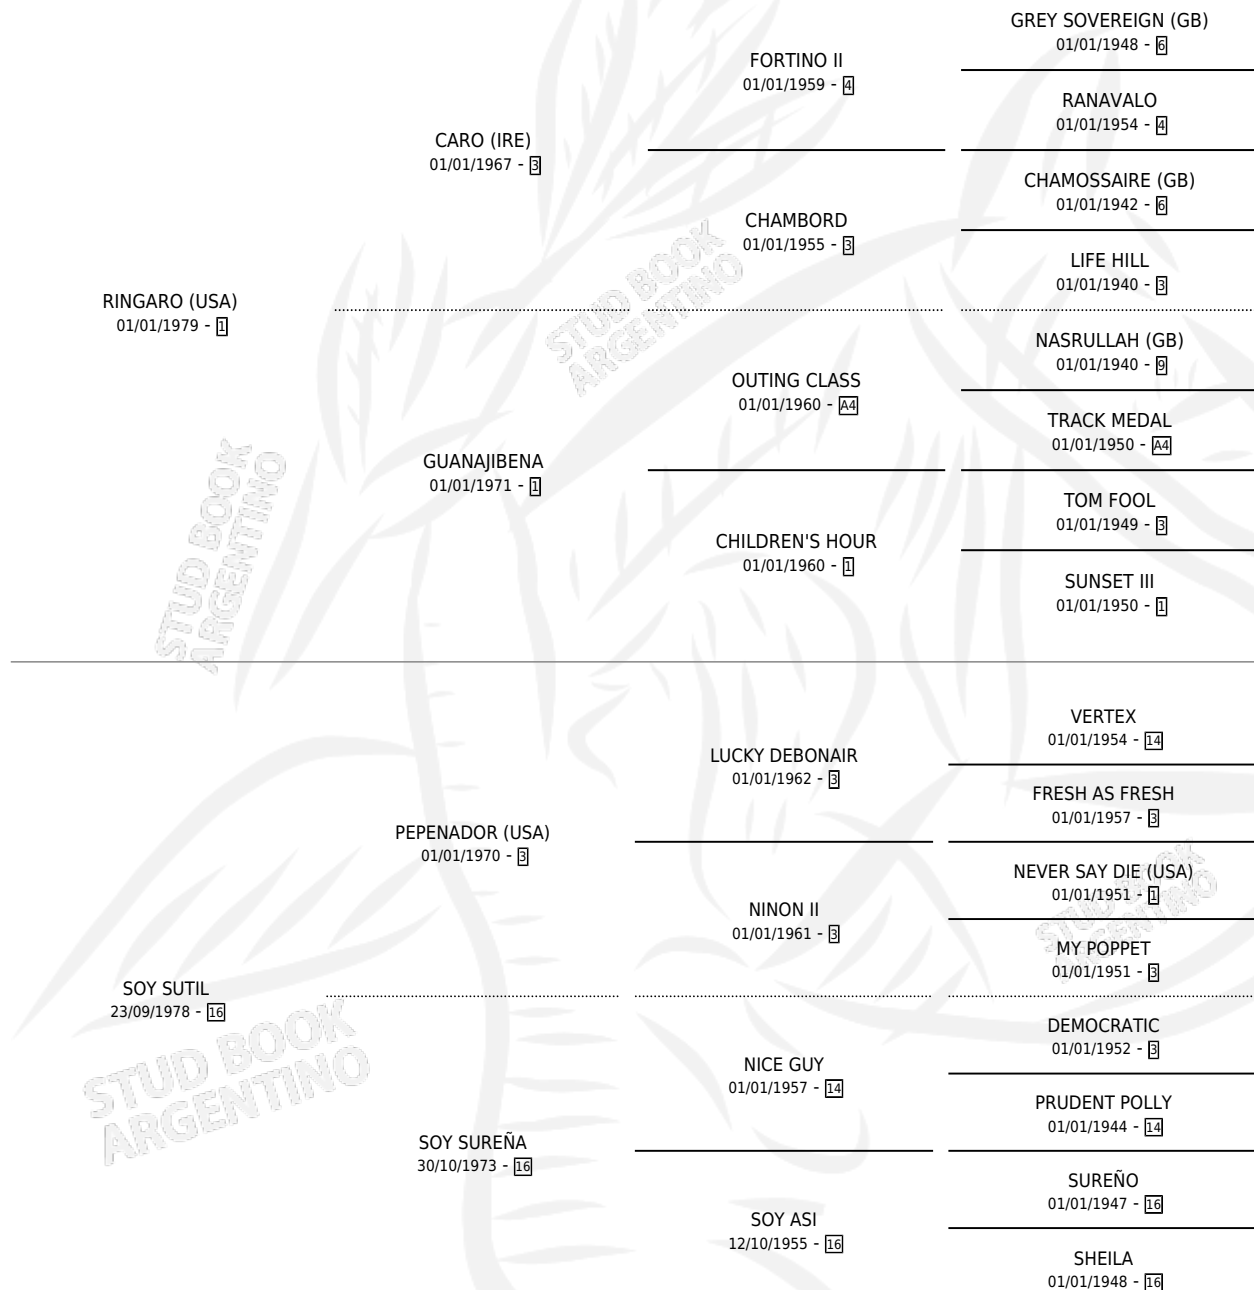 GREY SOVEREIGN (GB)
01/01/1948 - 6
FORTINO II
01/01/1959 - 4
RANAVALO
01/01/1954 - 4
CARO (IRE)
01/01/1967 - 3
CHAMOSSAIRE (GB)
01/01/1942 - 6
CHAMBORD
01/01/1955 - 3
LIFE HILL
01/01/1940 - 3
RINGARO (USA)
01/01/1979 - 1
STUD BOOK
ARGENTINO
NASRULLAH (GB)
01/01/1940 - 9
OUTING CLASS
01/01/1960 - A4
TRACK MEDAL
01/01/1950 - A4
GUANAJIBENA
01/01/1971 - 1
TOM FOOL
01/01/1949 - 3
CHILDREN'S HOUR
01/01/1960 - 1
SUNSET III
01/01/1950 - 1
STUD BOOK
ARGENTINO
VERTEX
01/01/1954 - 14
LUCKY DEBONAIR
01/01/1962 - 3
FRESH AS FRESH
01/01/1957 - 3
PEPENADOR (USA)
01/01/1970 - 3
NEVER SAY DIE (USA)
01/01/1951 - 1
STUD BOOK
ARGENTINO
NINON II
01/01/1961 - 3
MY POPPET
01/01/1951 - 3
SOY SUTIL
23/09/1978 - 16
STUD BOOK
ARGENTINO
DEMOCRATIC
01/01/1952 - 3
NICE GUY
01/01/1957 - 14
PRUDENT POLLY
01/01/1944 - 14
SOY SUREÑA
30/10/1973 - 16
SUREÑO
01/01/1947 - 16
SOY ASI
12/10/1955 - 16
SHEILA
01/01/1948 - 16